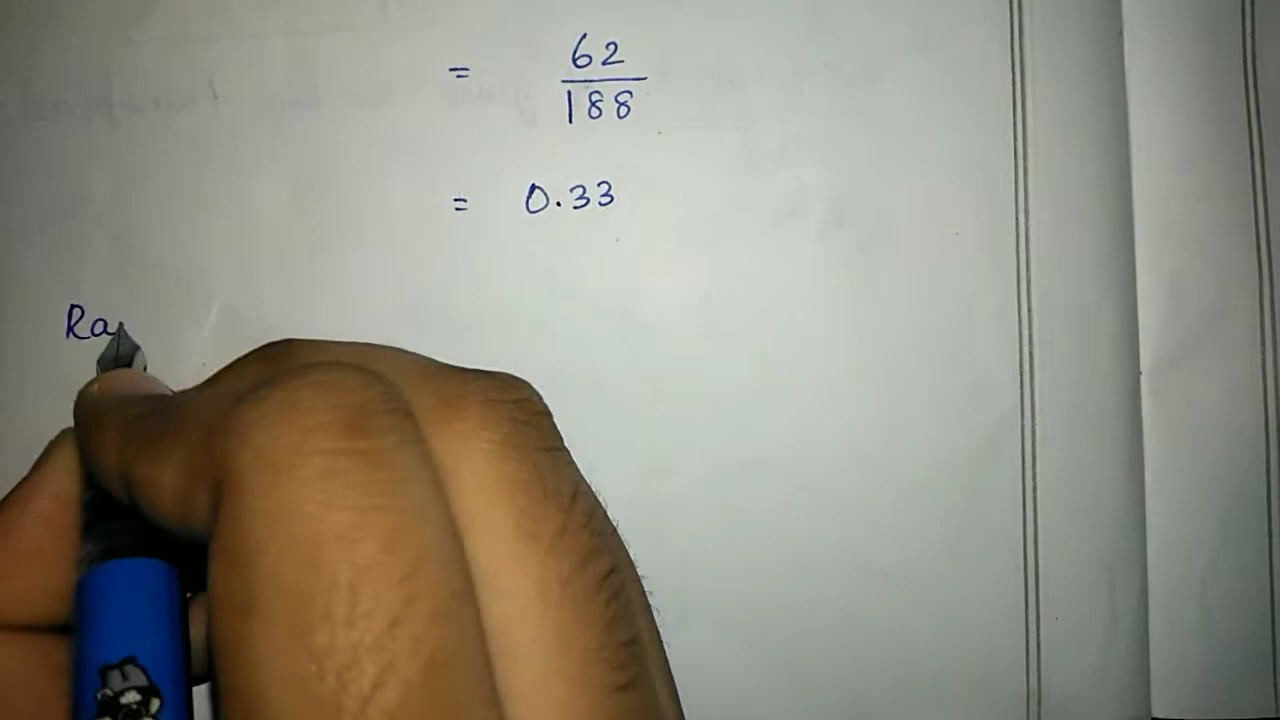 = 62
188
= 0.33
Ra